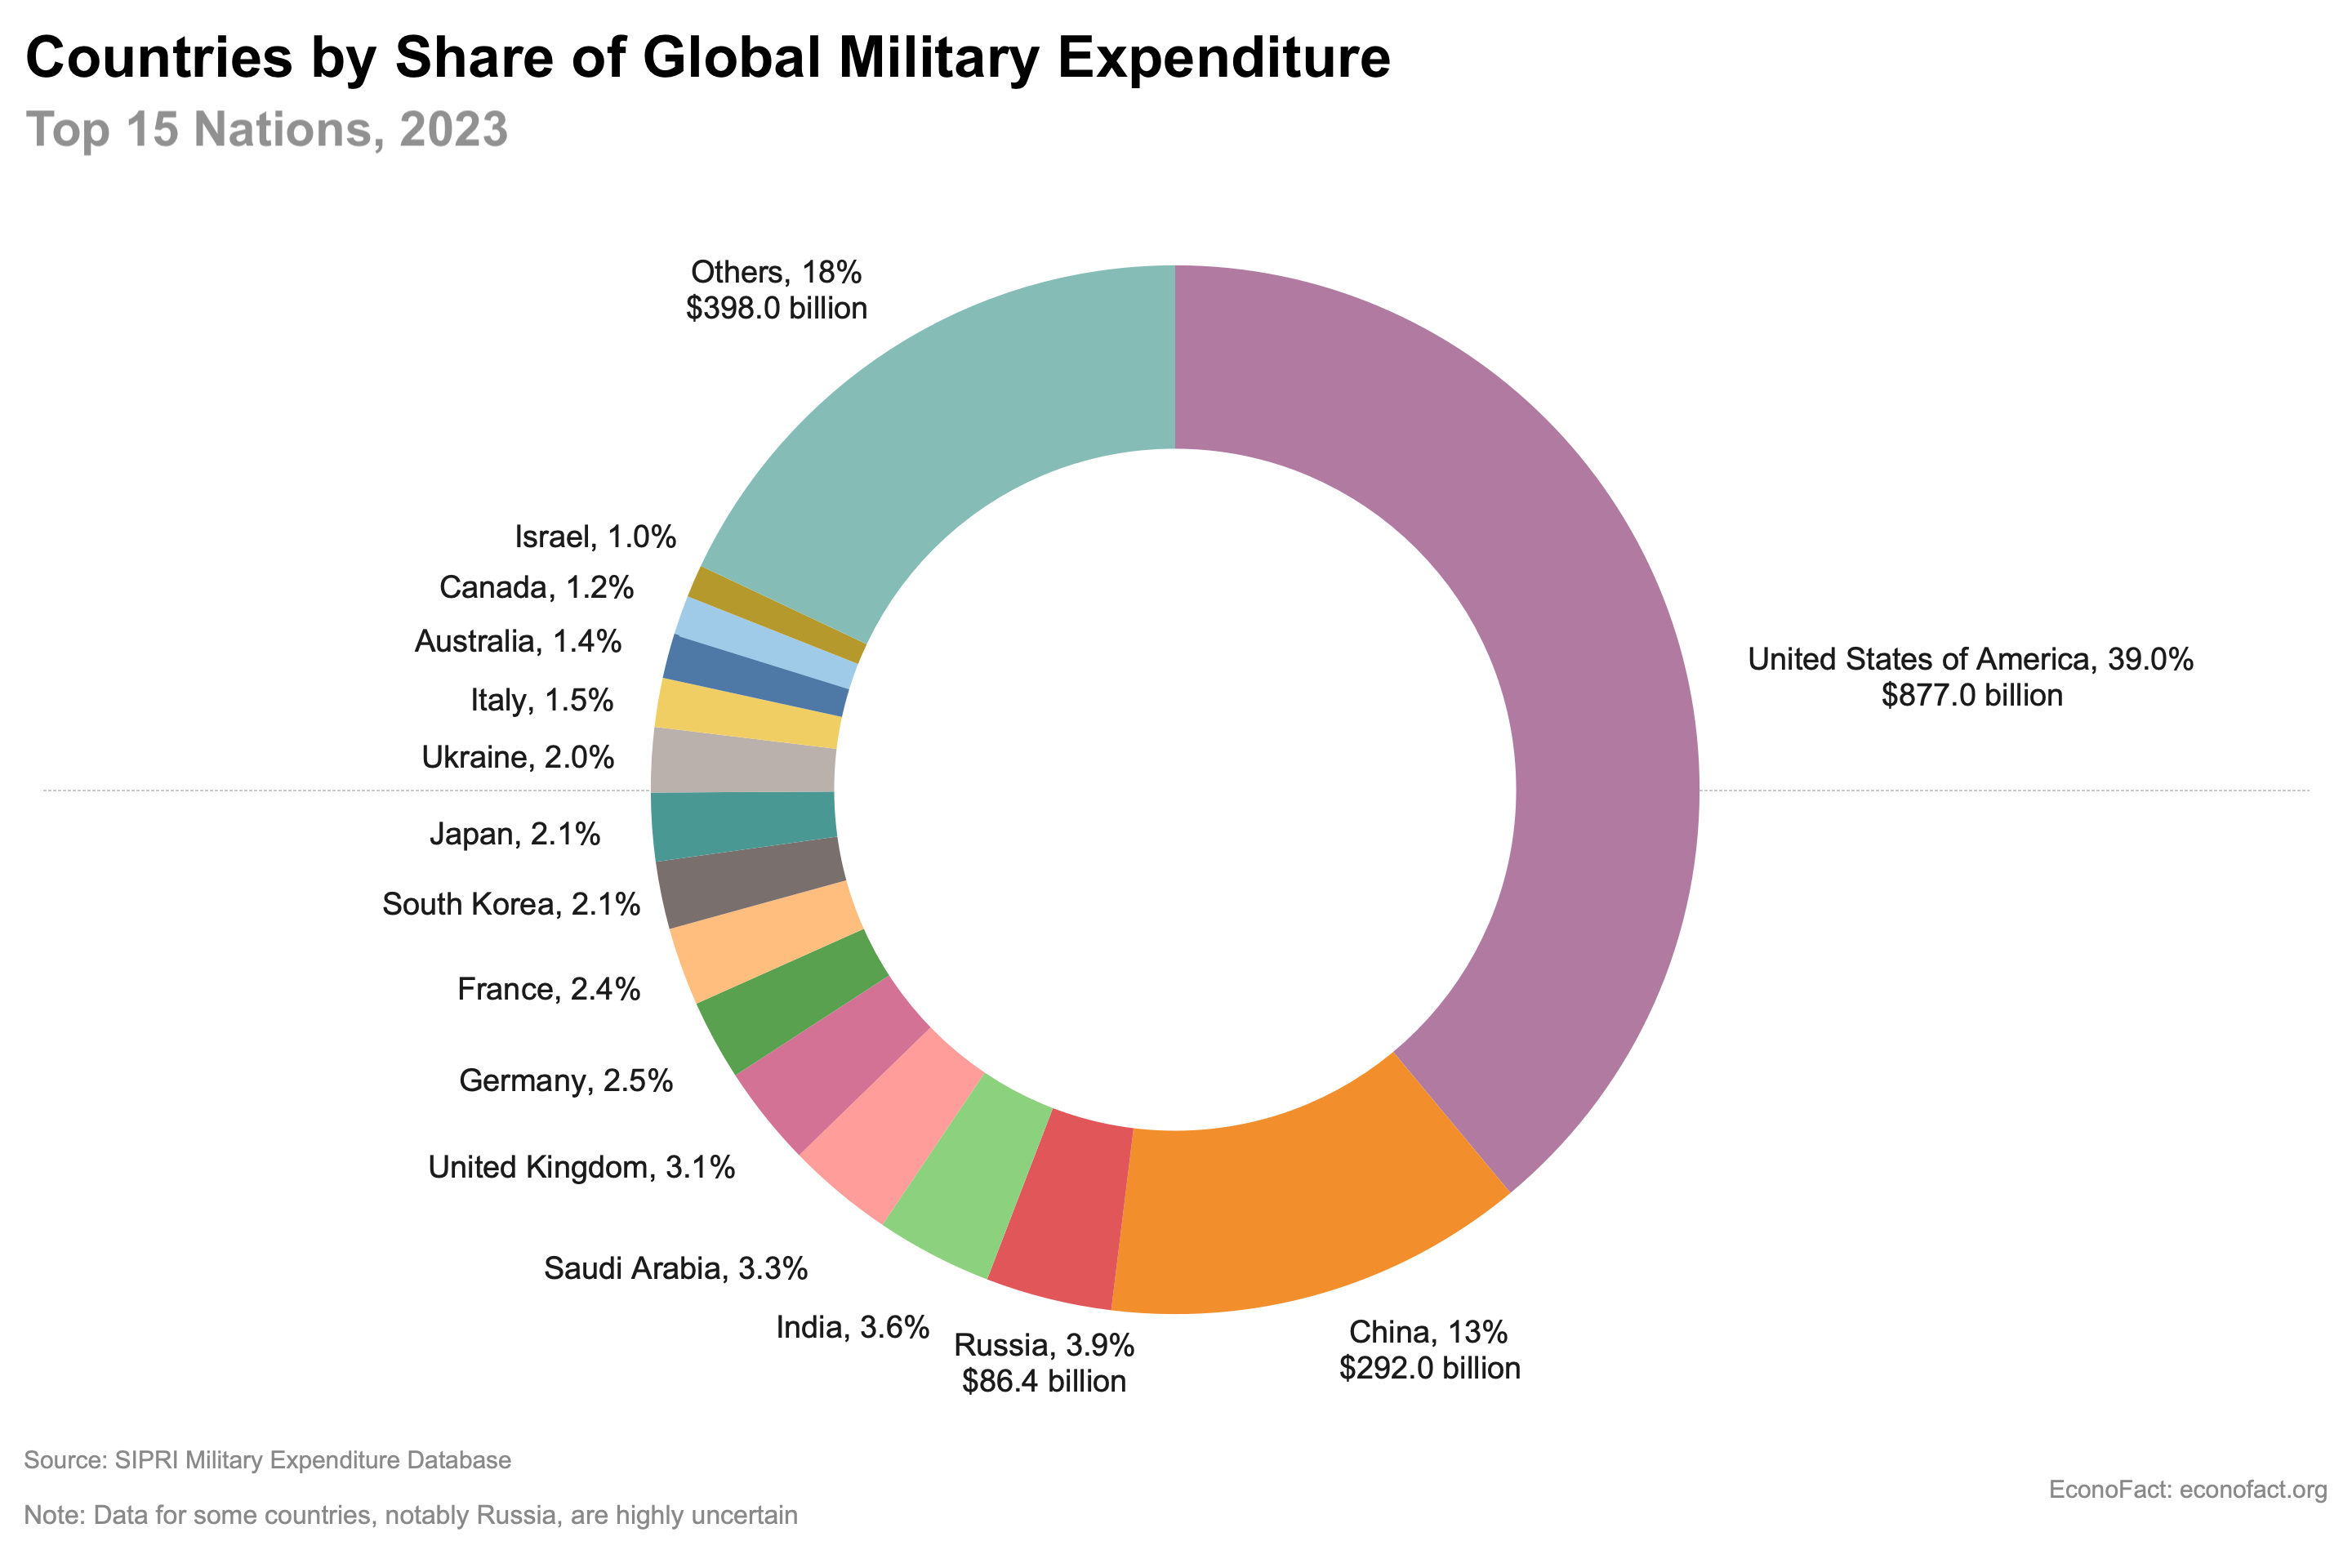 Countries by Share of Global Military Expenditure
Top 15 Nations, 2023
Others, 18%
$398.0 billion
Israel, 1.0%
Canada, 1.2%
Australia, 1.4%
Italy, 1.5%
Ukraine, 2.0%
Japan, 2.1%
South Korea, 2.1%
France, 2.4%
Germany, 2.5%
United Kingdom, 3.1%
Saudi Arabia, 3.3%
India, 3.6%
Russia, 3.9%
$86.4 billion
China, 13%
$292.0 billion
United States of America, 39.0%
$877.0 billion
Source: SIPRI Military Expenditure Database
Note: Data for some countries, notably Russia, are highly uncertain
EconoFact: econofact.org